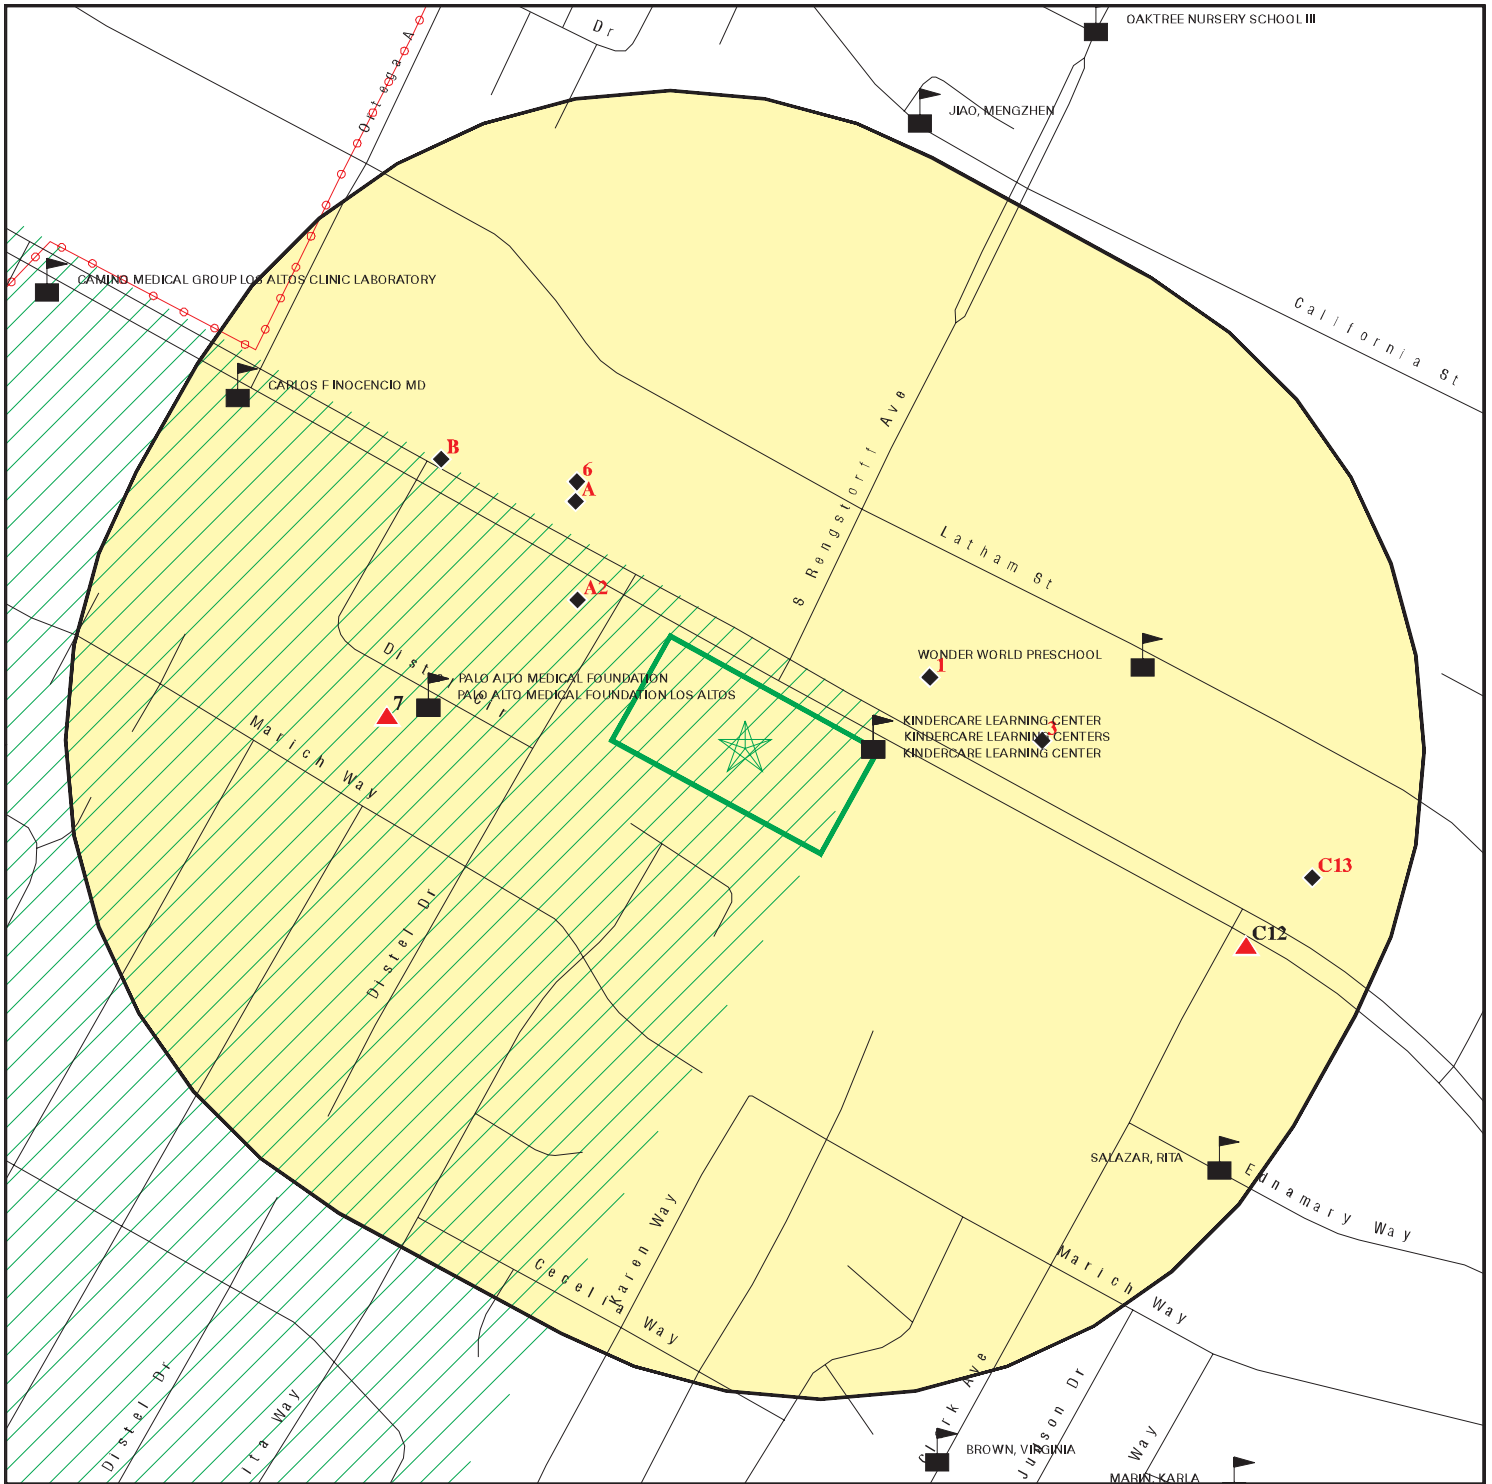 OAKTREE NURSERY SCHOOL III
Dr
Ortega A
JIAO, MENGZHEN
CAMINO MEDICAL GROUP LOS ALTOS CLINIC LABORATORY
California St
CARLOS F INOCENCIO MD
S Rengstorff Ave
B
6
A
Latham St
A2
WONDER WORLD PRESCHOOL
1
Distel Cir
PALO ALTO MEDICAL FOUNDATION
PALO ALTO MEDICAL FOUNDATION LOS ALTOS
7
KINDERCARE LEARNING CENTER
KINDERCARE LEARNING CENTERS
KINDERCARE LEARNING CENTER
3
Marich Way
C13
Distel Dr
C12
SALAZAR, RITA
Ednamary Way
Karen Way
Cecelia Way
Marich Way
Distel Dr
Ita Way
Clark Ave
Judson Dr
Way
BROWN, VIRGINIA
MARIN, KARLA